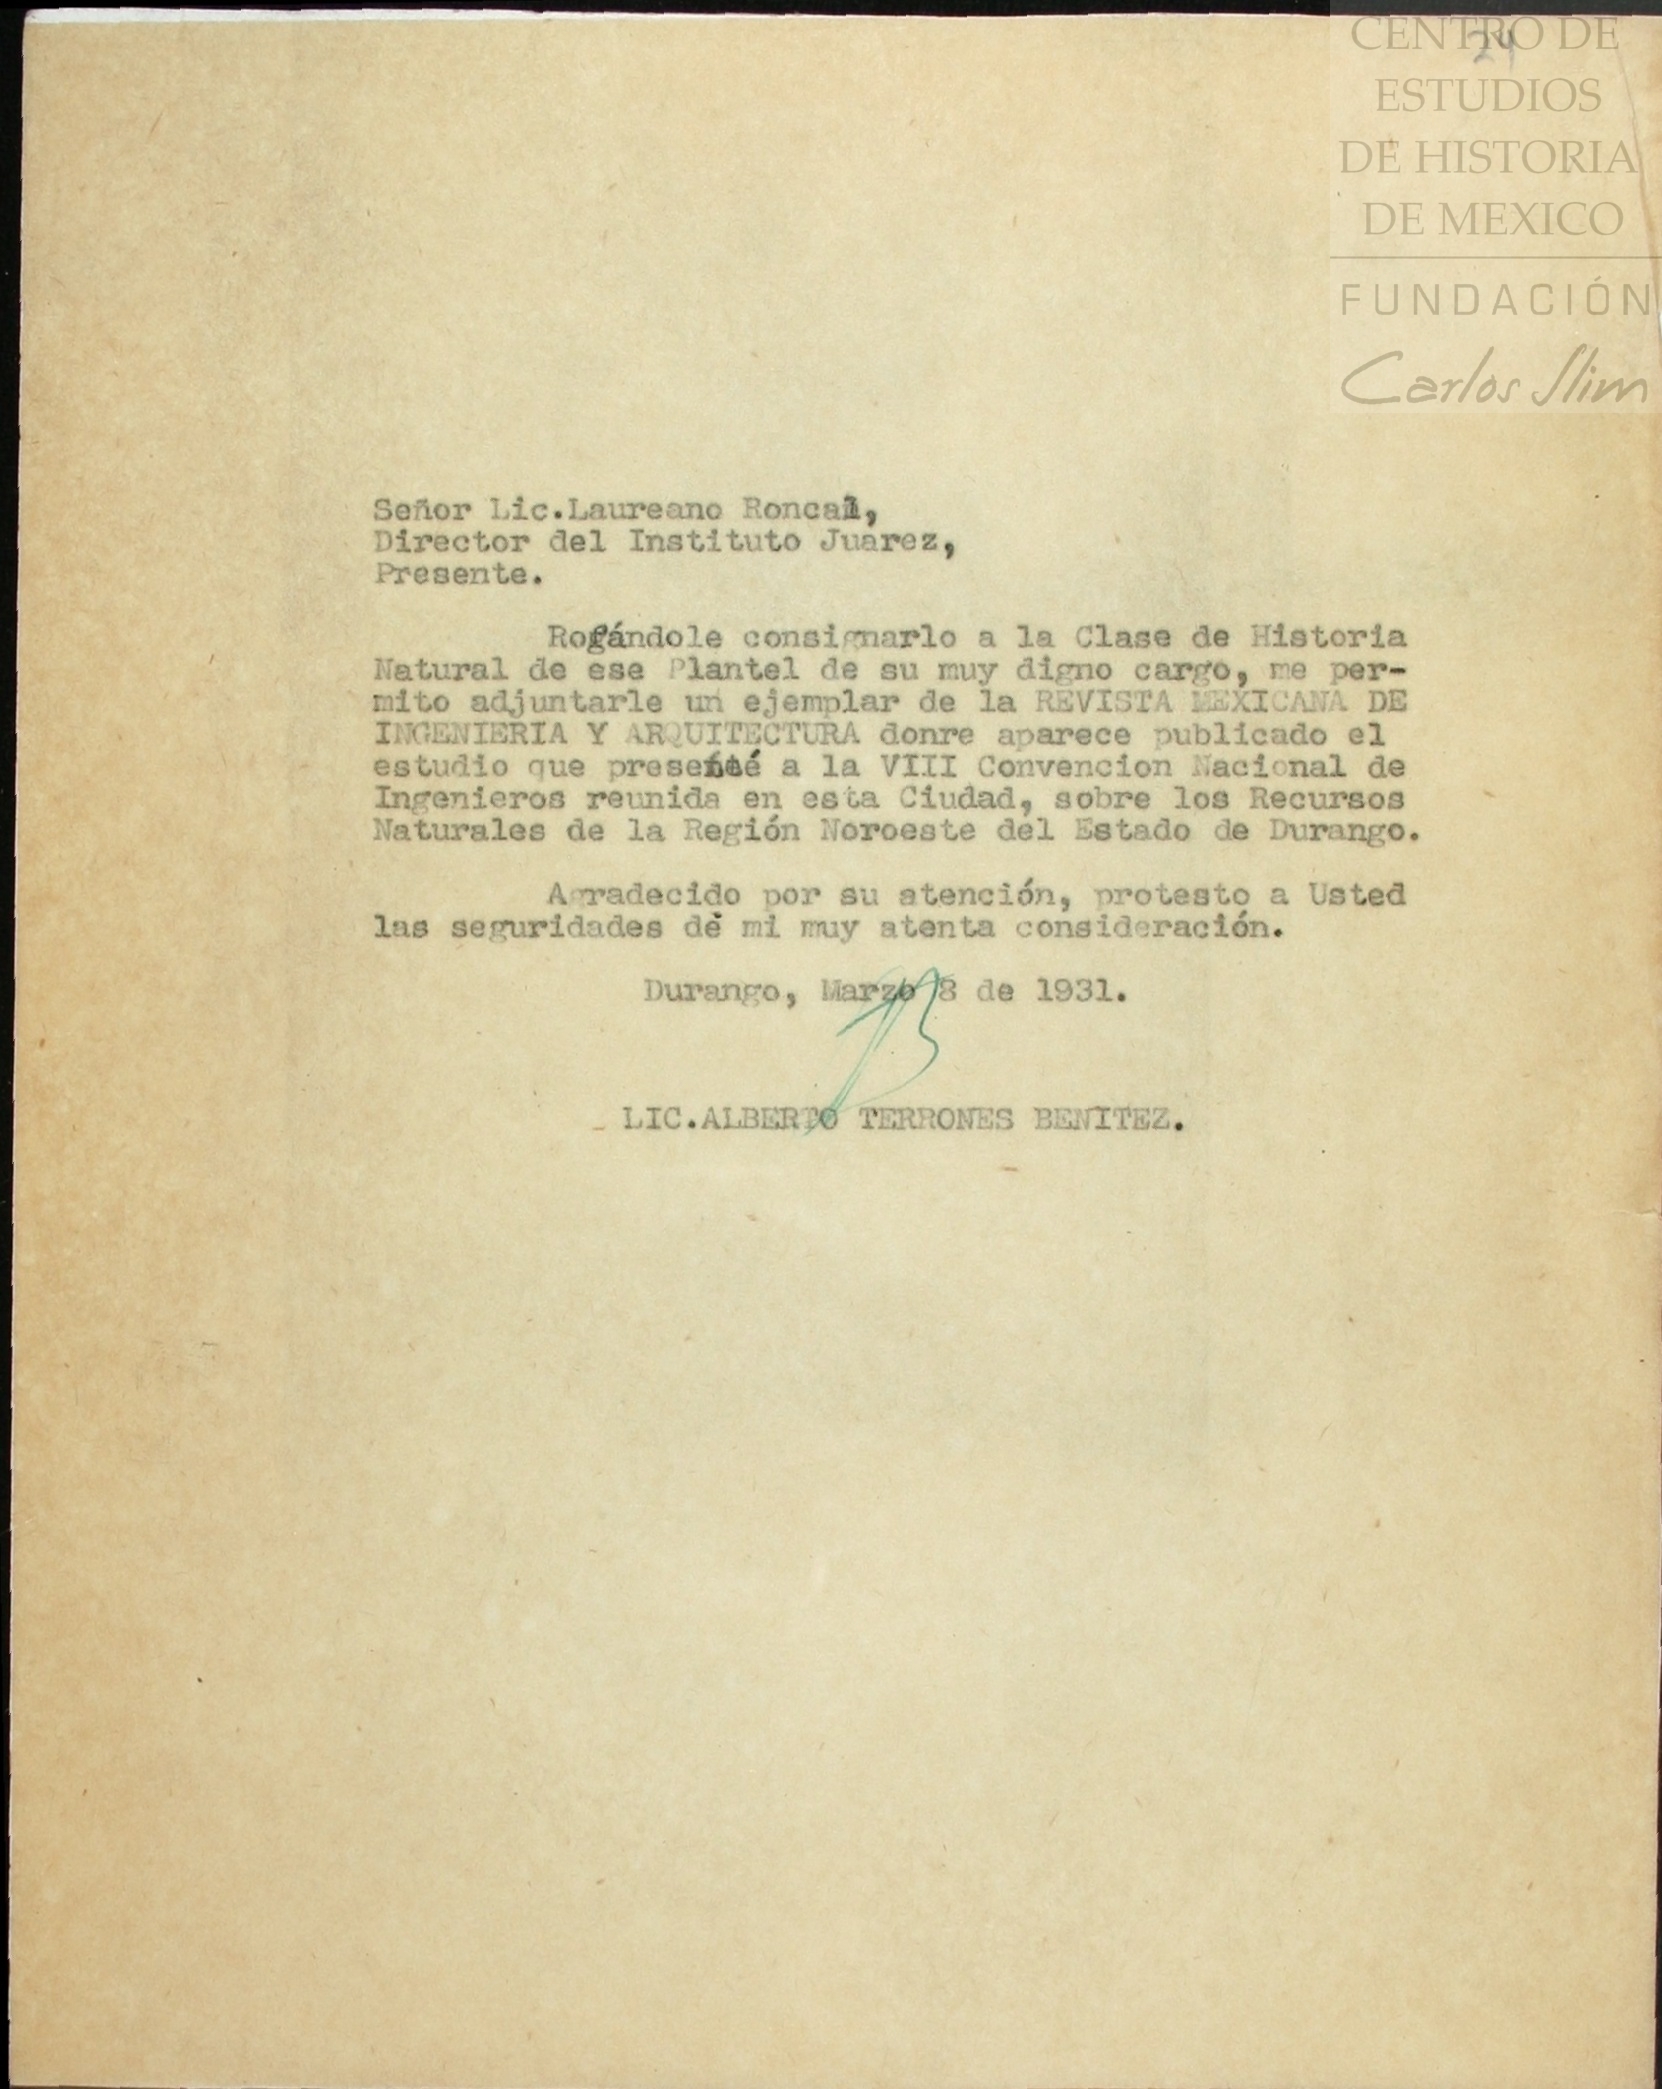 24
CENTRO DE
ESTUDIOS
DE HISTORIA
DE MEXICO
FUNDACIÓN
Carlos Slim
Señor Lic.Laureano Roncal,
Director del Instituto Juarez,
Presente.
Rogándole consignarlo a la Clase de Historia
Natural de ese Plantel de su muy digno cargo, me per-
mito adjuntarle un ejemplar de la REVISTA MEXICANA DE
INGENIERIA Y ARQUITECTURA donre aparece publicado el
estudio que presenté a la VIII Convencion Nacional de
Ingenieros reunida en esta Ciudad, sobre los Recursos
Naturales de la Región Noroeste del Estado de Durango.
Agradecido por su atención, protesto a Usted
las seguridades de mi muy atenta consideración.
Durango, Marzo 8 de 1931.
LIC.ALBERTO TERRONES BENITEZ.